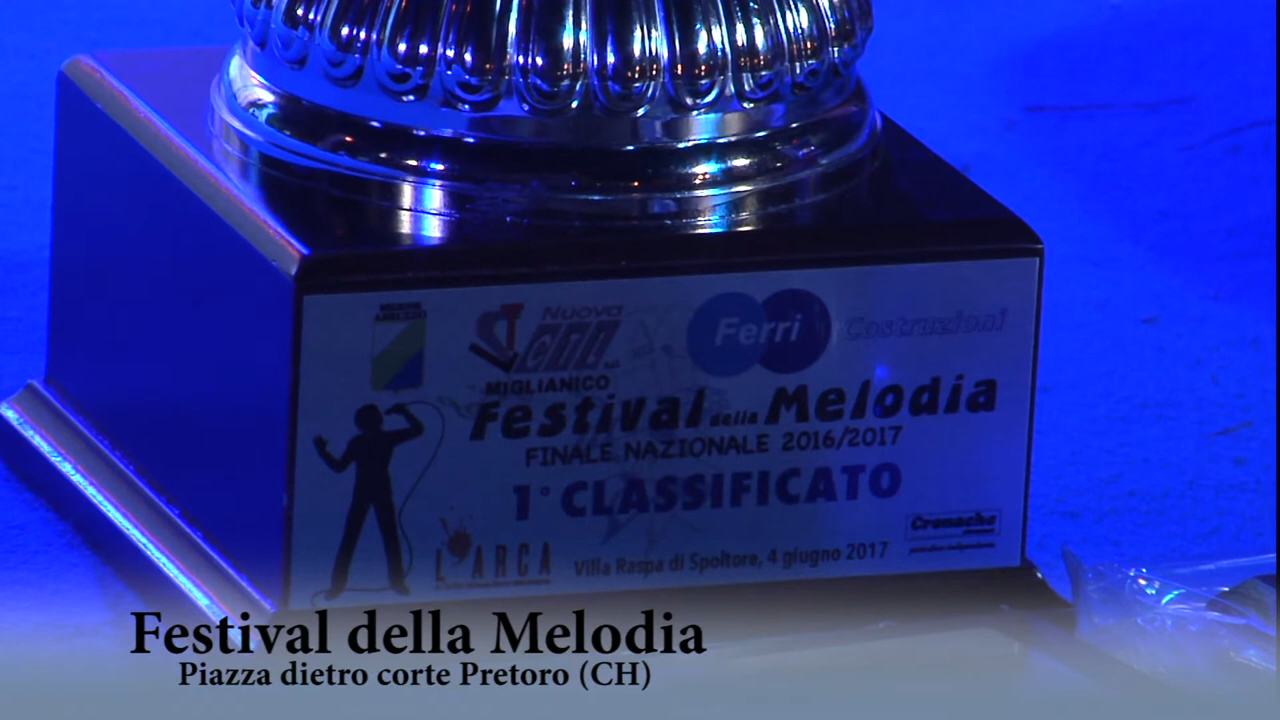 Nuova
MIGLIANICO
Ferri Costruzioni
Festival della Melodia
FINALE NAZIONALE 2016/2017
1° CLASSIFICATO
Cronache
L'ARCA
Villa Raspa di Spoltore, 4 giugno 2017
Festival della Melodia
Piazza dietro corte Pretoro (CH)